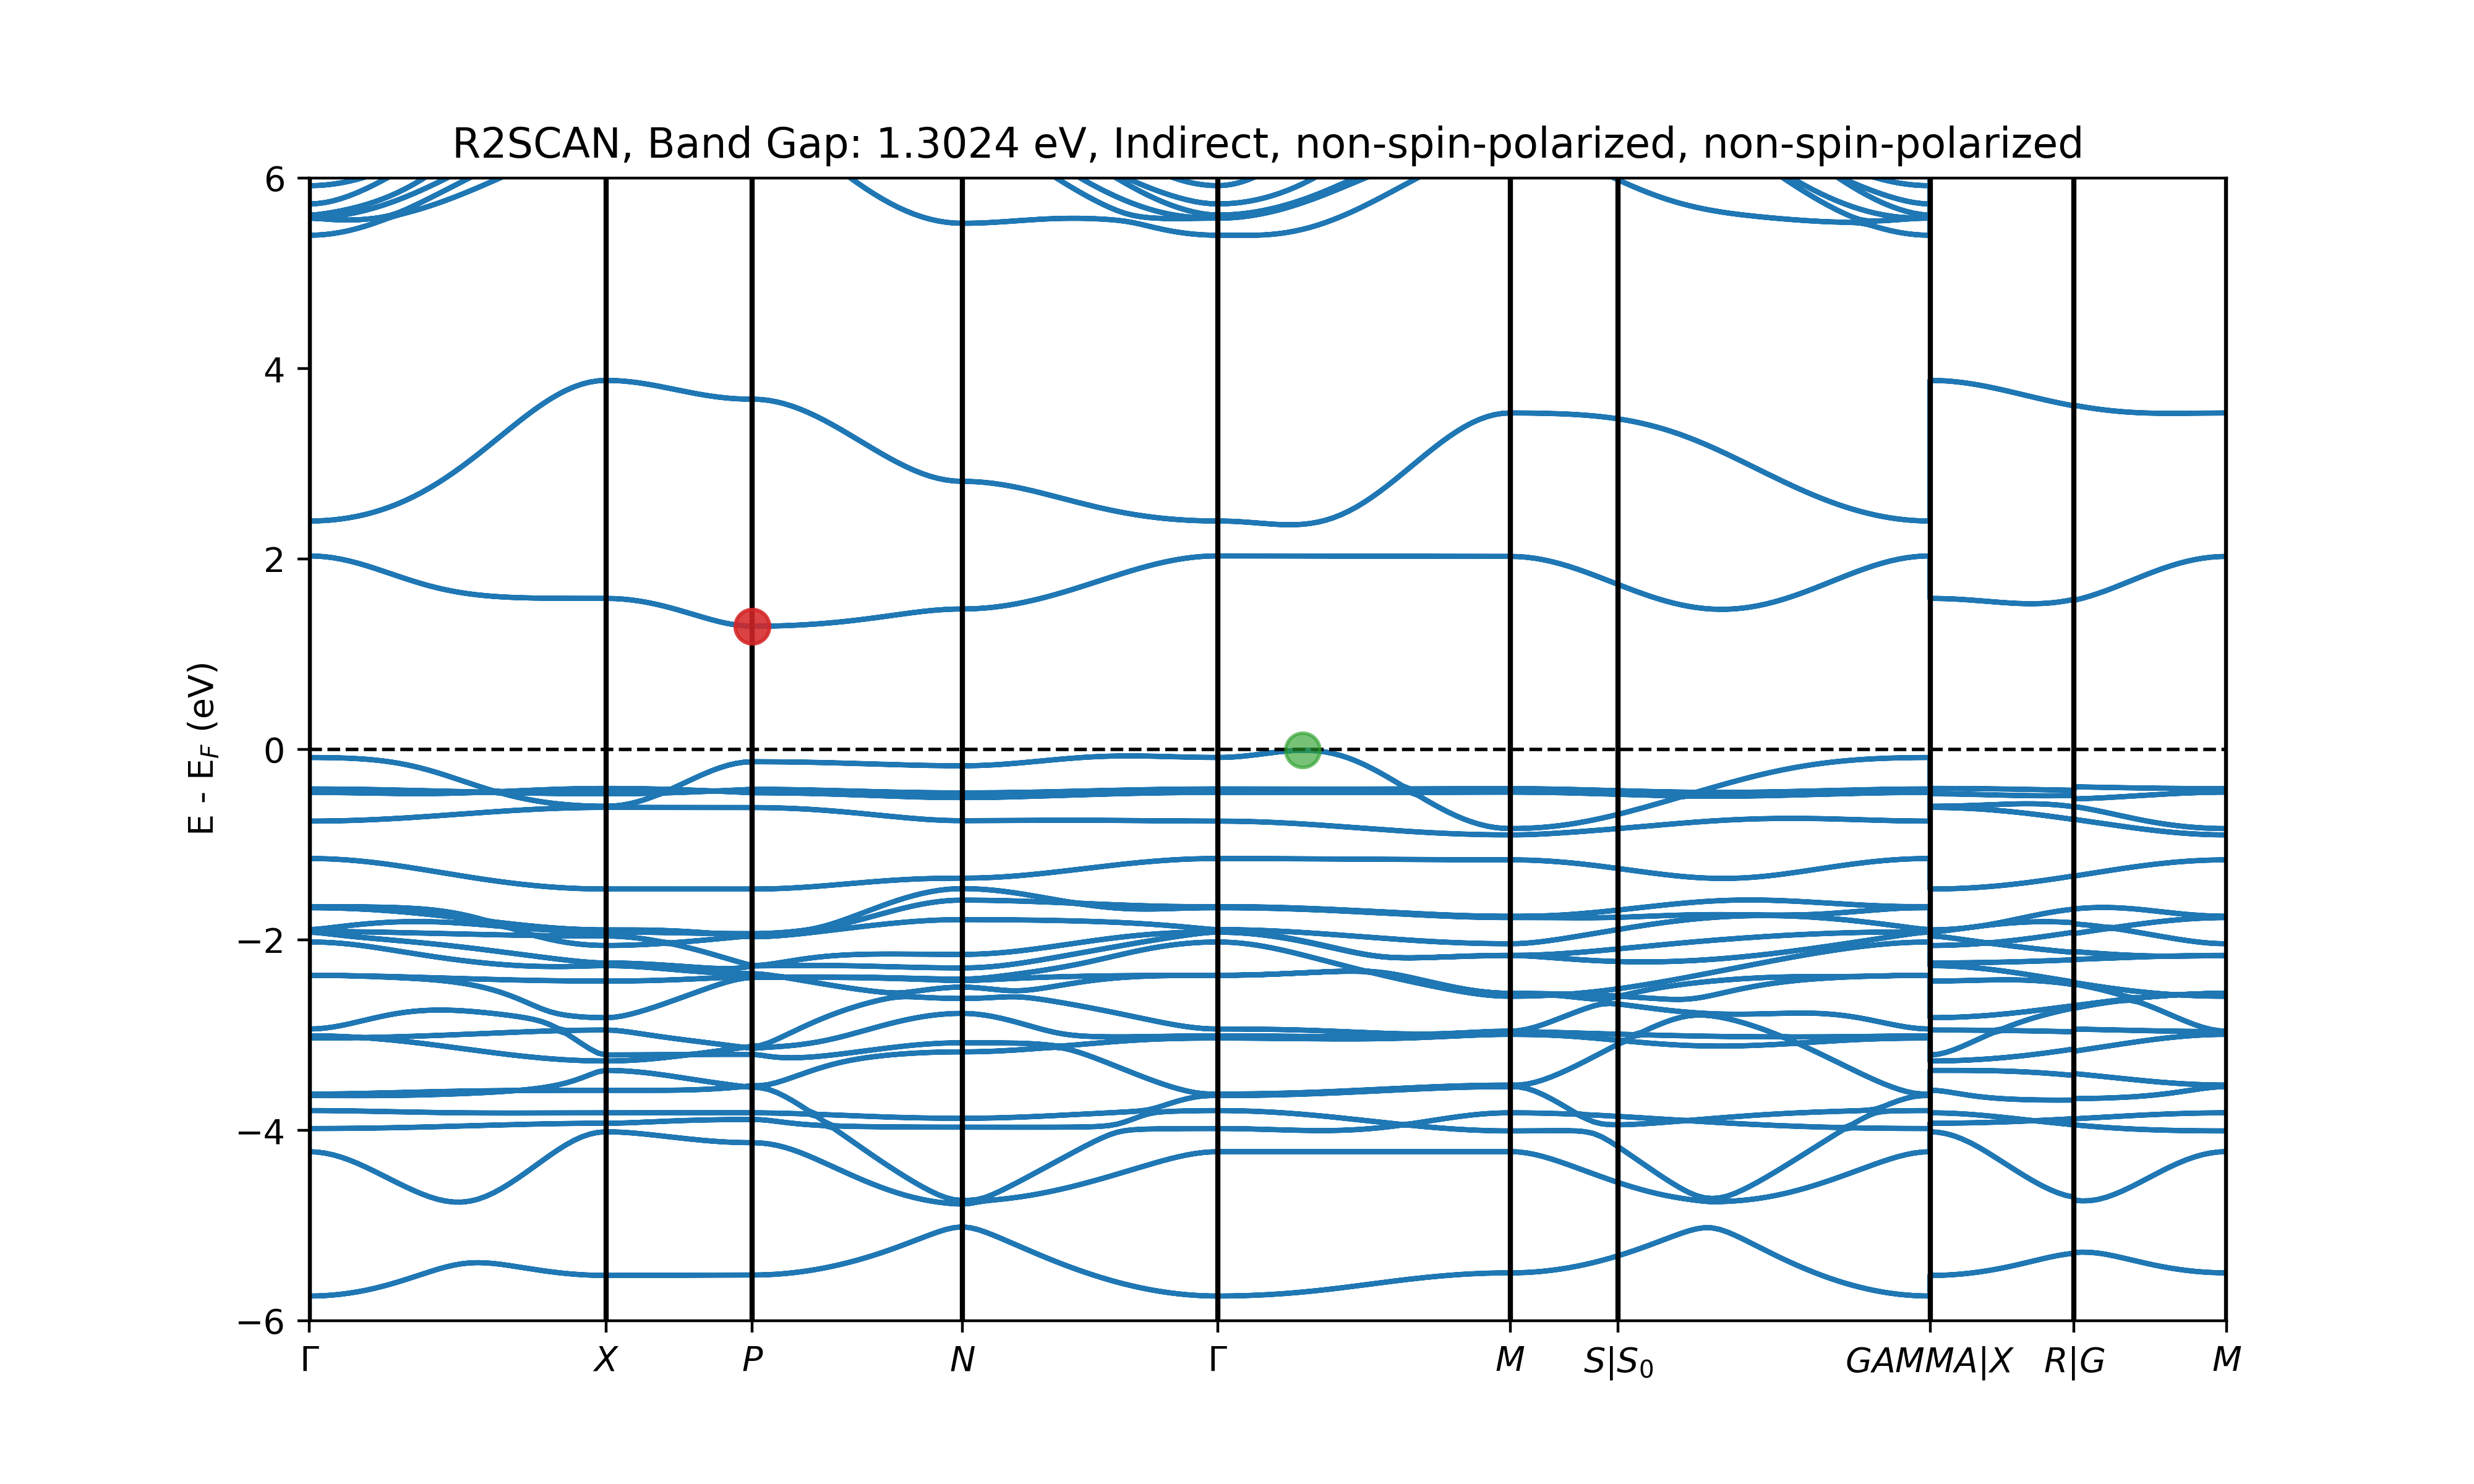 R2SCAN, Band Gap: 1.3024 eV, Indirect, non-spin-polarized, non-spin-polarized
6
4
2
0
−2
−4
−6
E - E_F (eV)
Γ X P N Γ M S|S₀ GAMMA|X R|G M